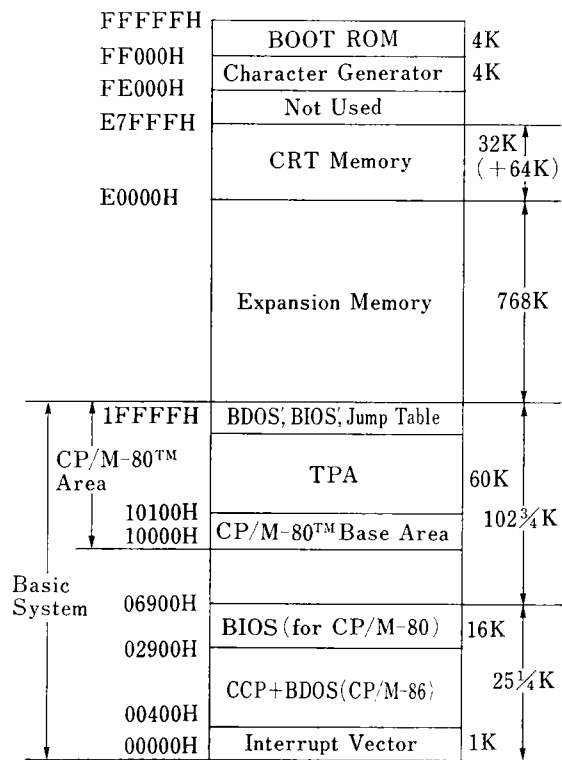 FFFFFH
BOOT ROM 4K
FF000H
Character Generator 4K
FE000H
Not Used
E7FFFH
32K
CRT Memory (+64K)
E0000H
Expansion Memory 768K
1FFFFH BDOS', BIOS', Jump Table
CP/M-80™
Area
TPA 60K
10100H
10000H CP/M-80™ Base Area
102¾K
Basic
System
06900H
BIOS (for CP/M-80) 16K
02900H
CCP+BDOS(CP/M-86) 25¼K
00400H
00000H Interrupt Vector 1K